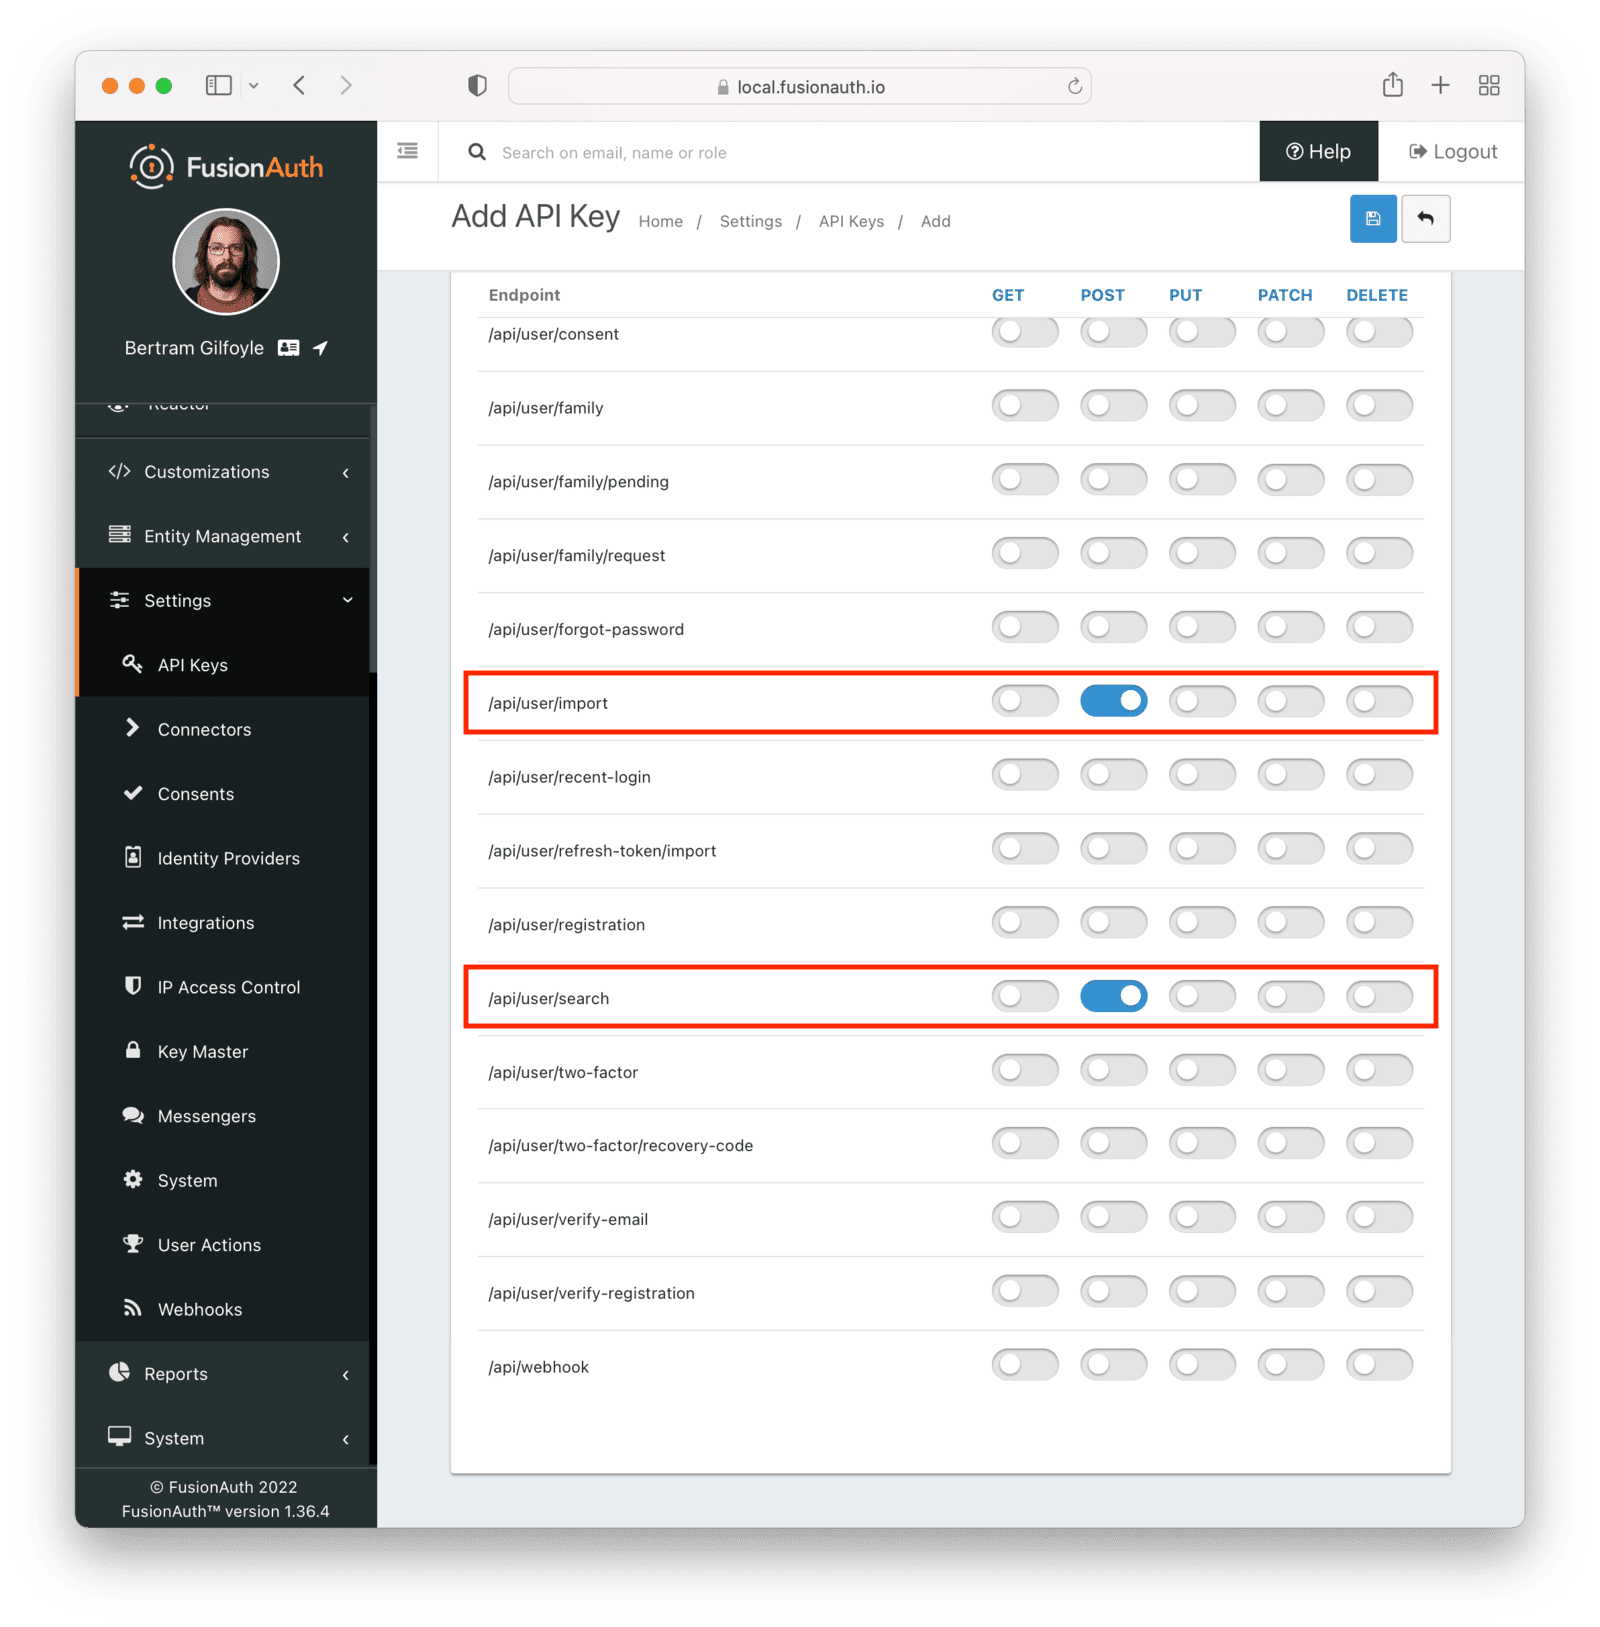 local.fusionauth.io
FusionAuth
Search on email, name or role
Help
Logout
Add API Key
Home / Settings / API Keys / Add
Bertram Gilfoyle
Reactor
Customizations
Entity Management
Settings
API Keys
Connectors
Consents
Identity Providers
Integrations
IP Access Control
Key Master
Messengers
System
User Actions
Webhooks
Reports
System
© FusionAuth 2022
FusionAuth™ version 1.36.4
Endpoint GET POST PUT PATCH DELETE
/api/user/consent
/api/user/family
/api/user/family/pending
/api/user/family/request
/api/user/forgot-password
/api/user/import
/api/user/recent-login
/api/user/refresh-token/import
/api/user/registration
/api/user/search
/api/user/two-factor
/api/user/two-factor/recovery-code
/api/user/verify-email
/api/user/verify-registration
/api/webhook